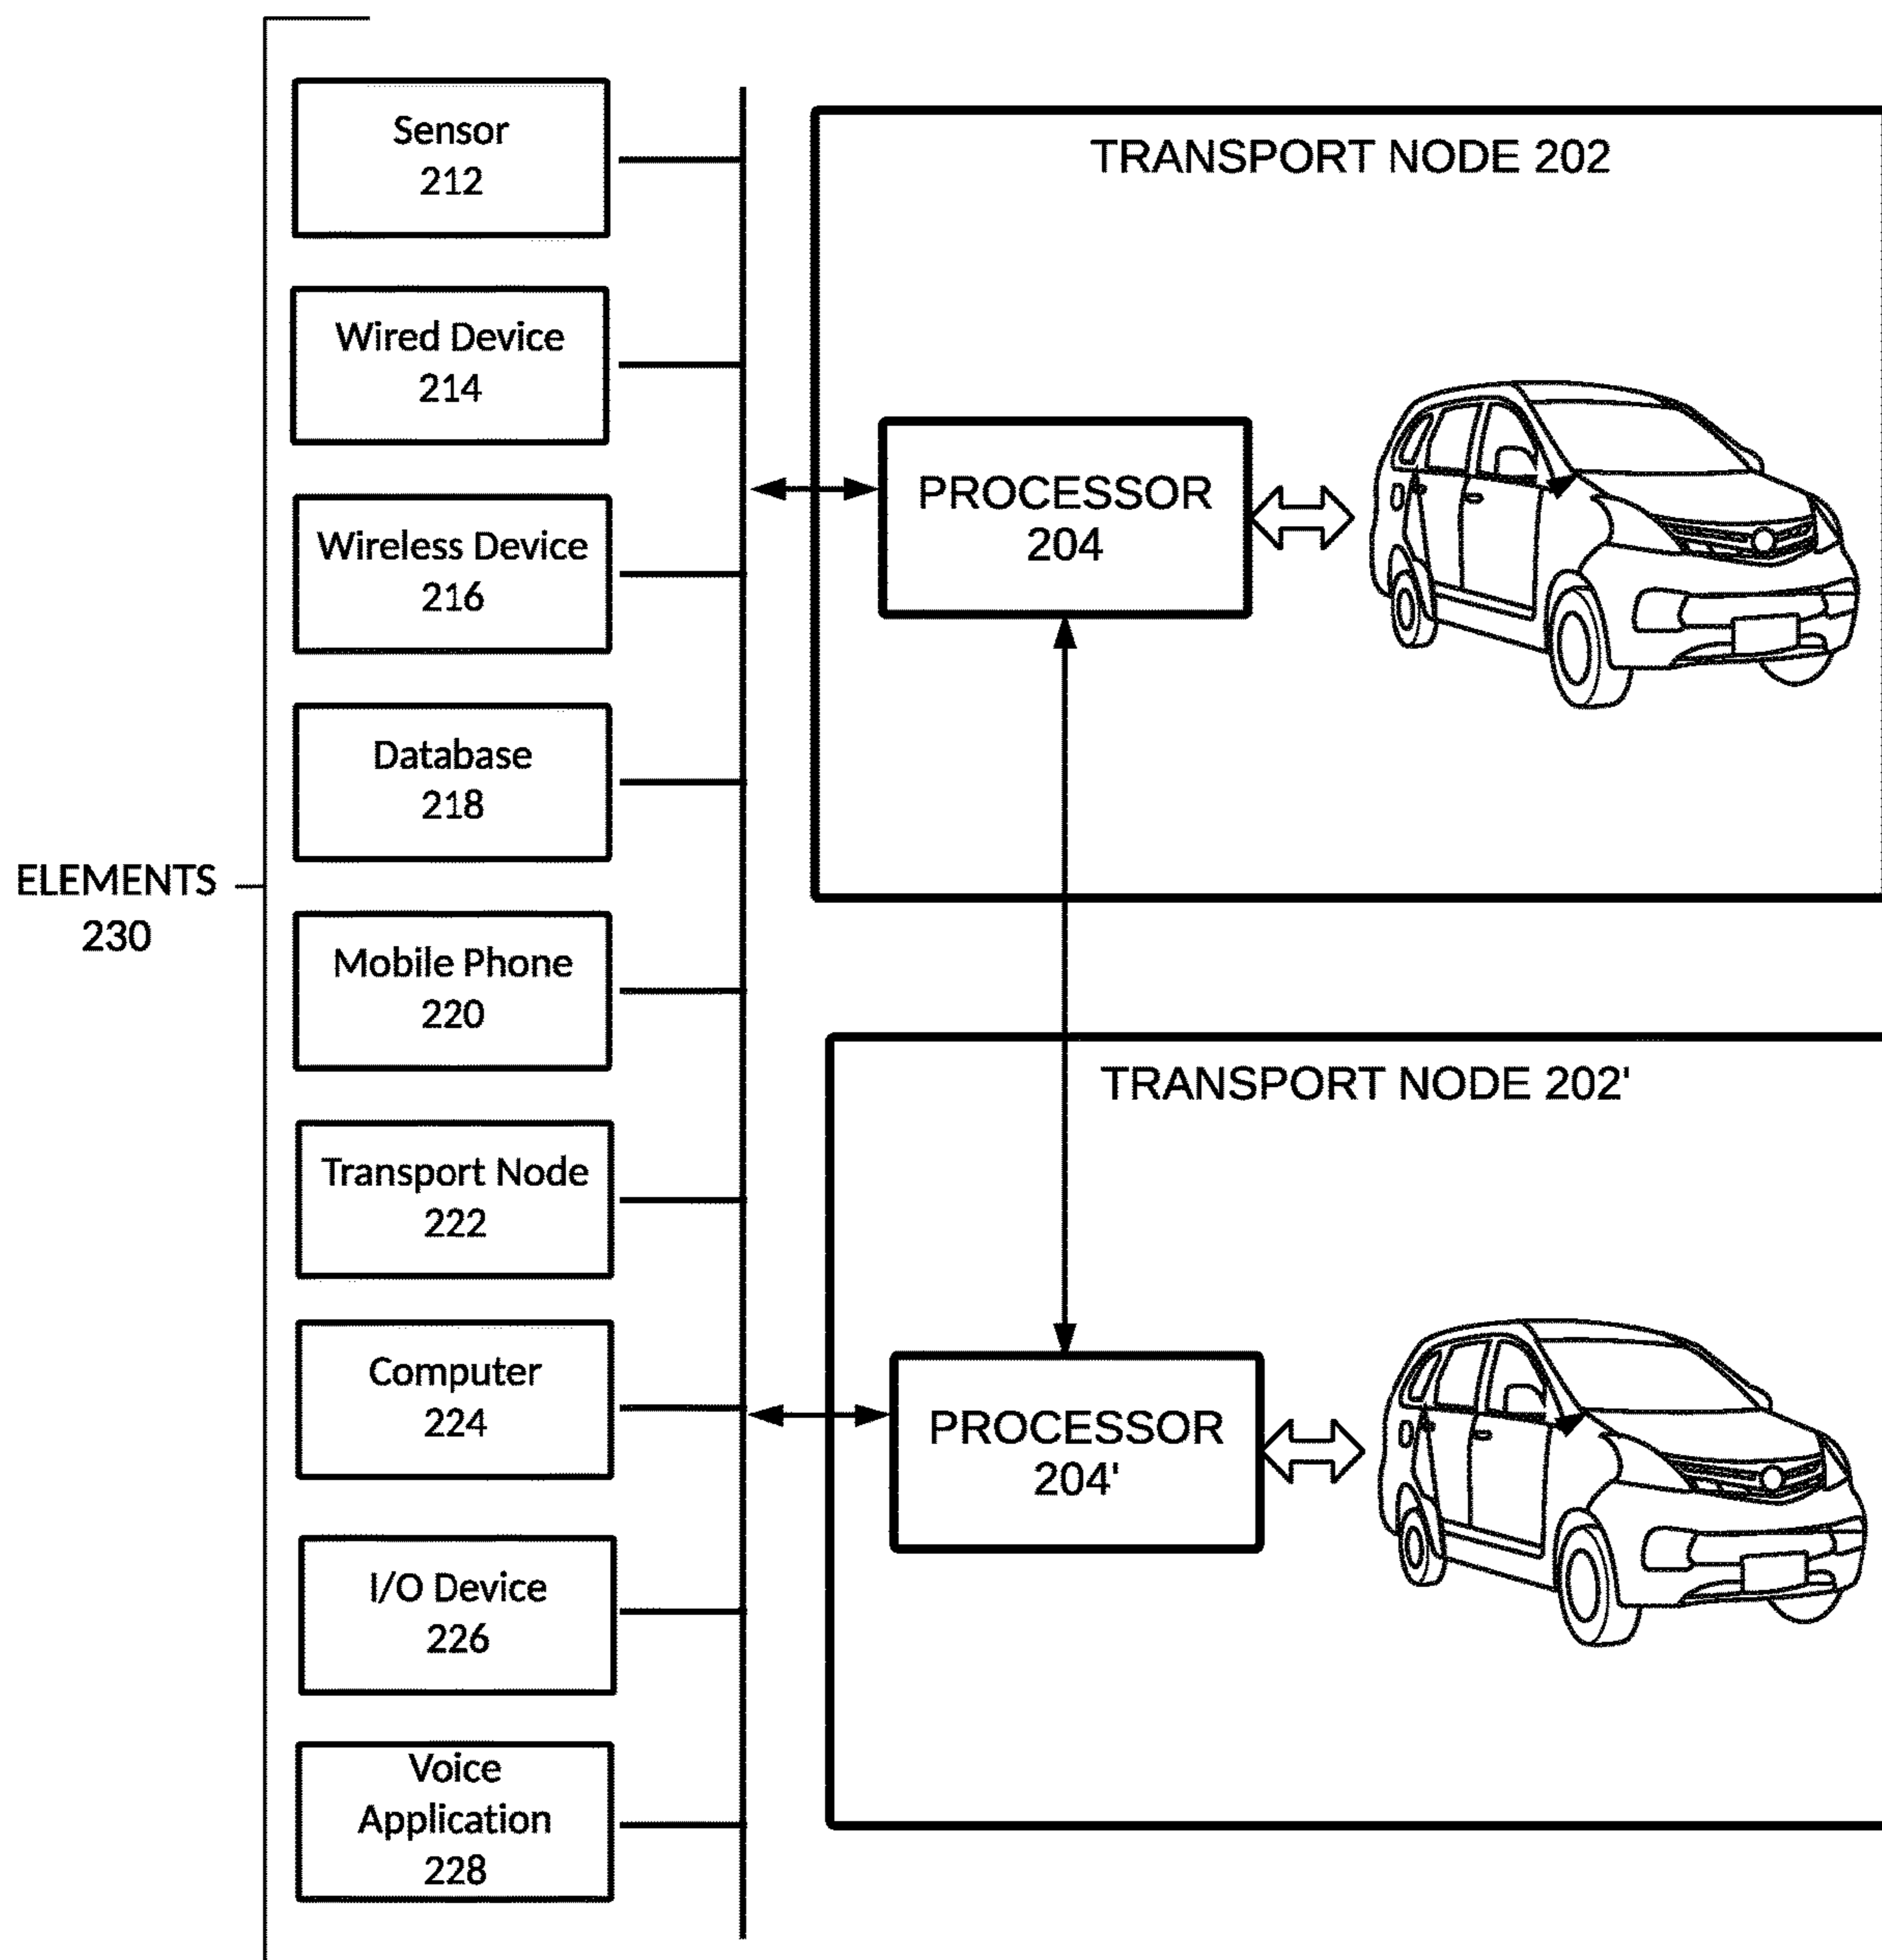 Sensor
212
Wired Device
214
Wireless Device
216
Database
218
ELEMENTS
230
Mobile Phone
220
Transport Node
222
Computer
224
I/O Device
226
Voice
Application
228
TRANSPORT NODE 202
PROCESSOR
204
TRANSPORT NODE 202'
PROCESSOR
204'